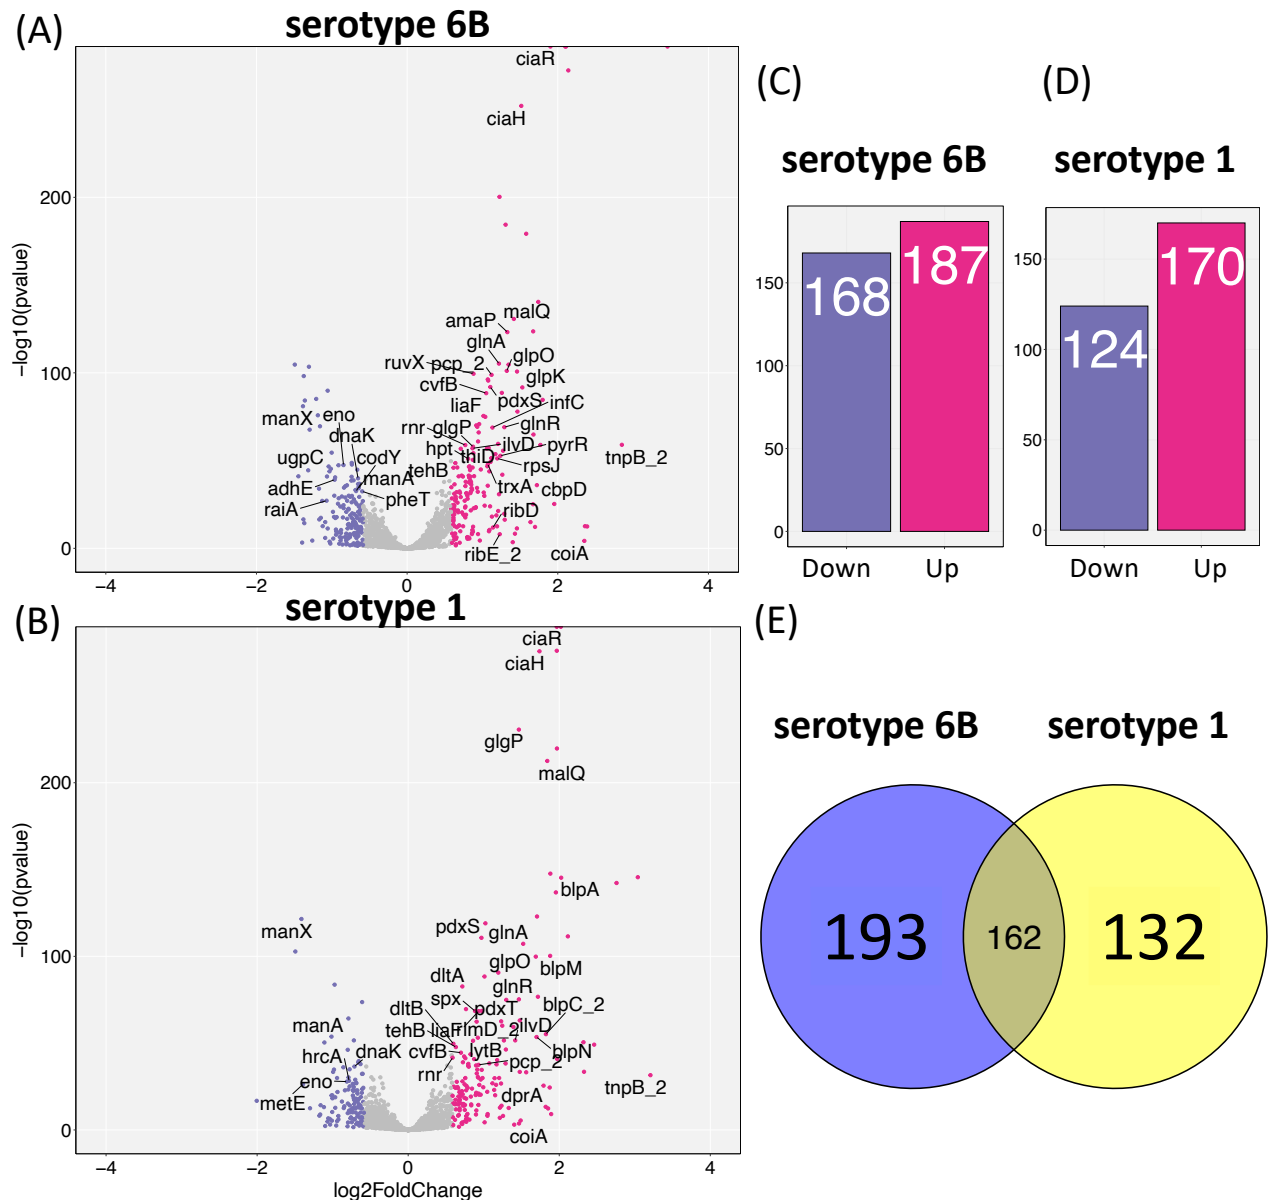 (A)
serotype 6B
ciaR
ciaH
200
malQ
amaP
glnA
ruvX
pcp_2
glpO
100
cvfB
glpK
pdxS
infC
liaF
manX
eno
rnr
glgP
glnR
dnaK
hpt
thiD
ilvD
pyrR
ugpC
codY
tehB
rpsJ
tnpB_2
adhE
manA
trxA
cbpD
raiA
pheT
ribD
0
ribE_2
coiA
−4
−2
0
2
4
−log10(pvalue)
(B)
serotype 1
ciaR
ciaH
glgP
malQ
200
blpA
manX
pdxS
glnA
100
glpO
blpM
dltA
glnR
spx
blpC_2
dltB
pdxT
manA
tehB
liaF
rlmD_2
ilvD
hrcA
dnaK
cvfB
lytB
blpN
eno
rnr
pcp_2
tnpB_2
metE
dprA
0
coiA
−4
−2
0
2
4
−log10(pvalue)
log2FoldChange
(C)
serotype 6B
150
100
50
0
168
187
Down
Up
(D)
serotype 1
150
100
50
0
124
170
Down
Up
(E)
serotype 6B
serotype 1
193
162
132